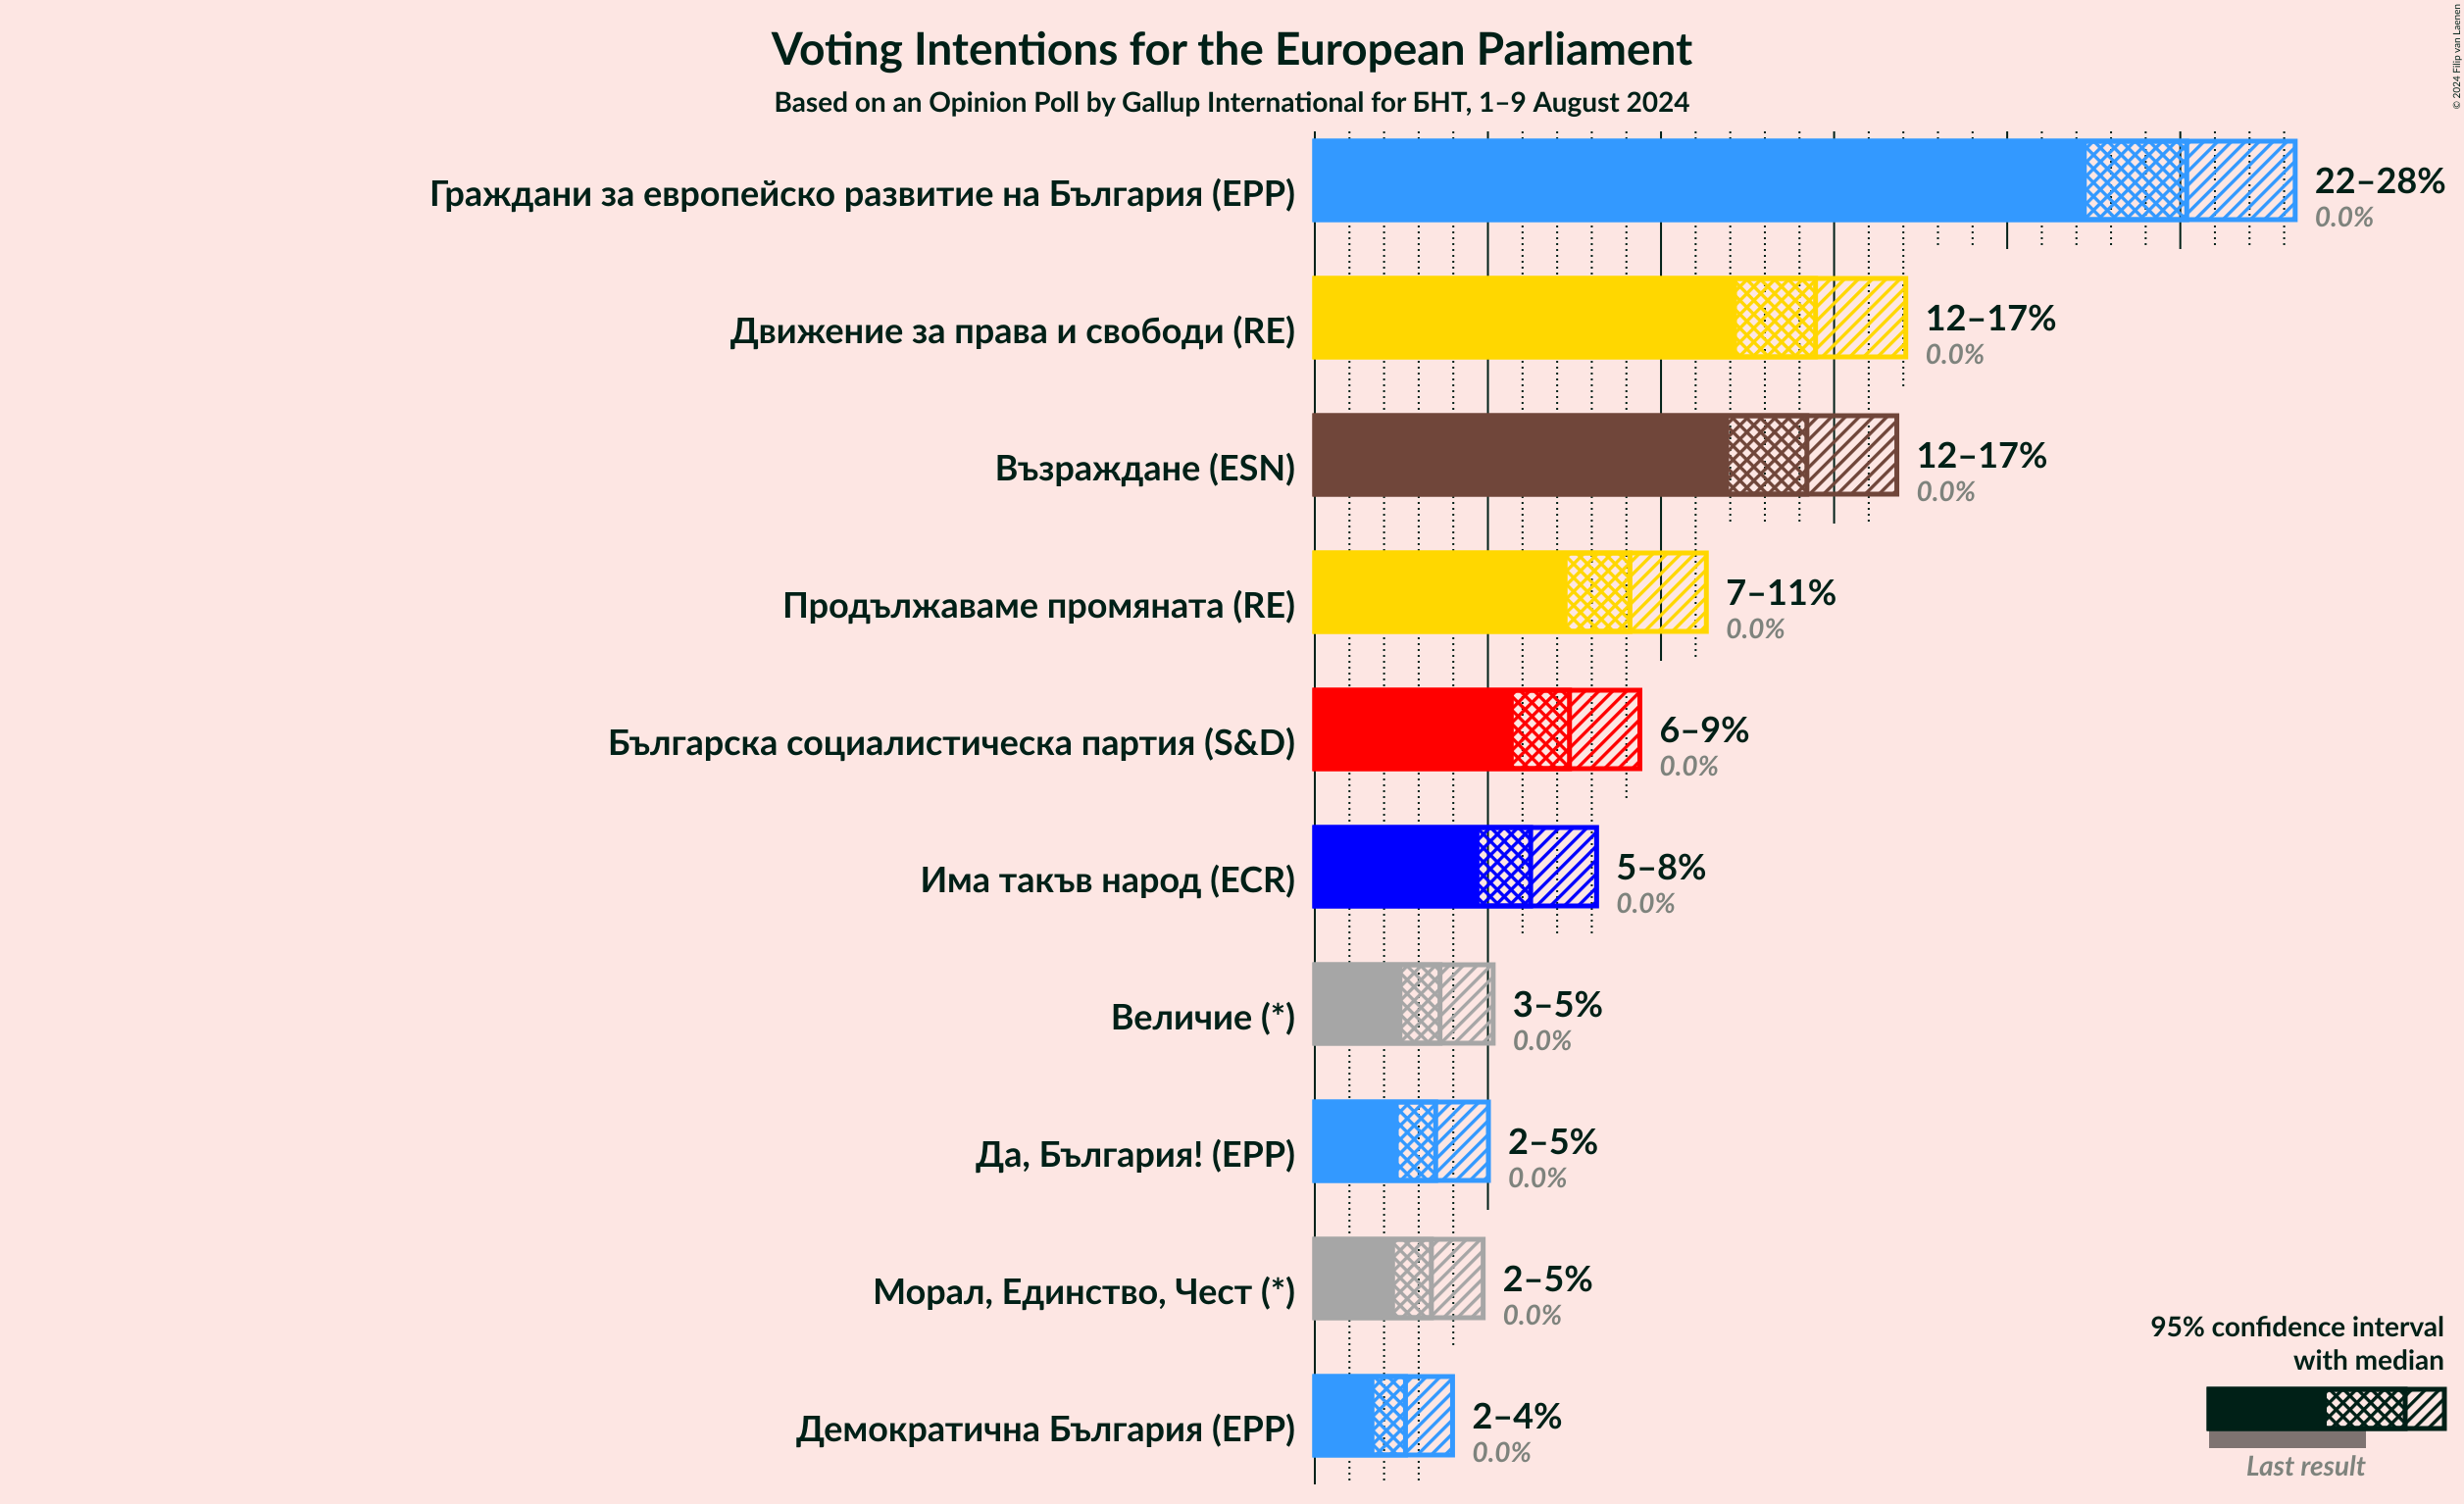 Voting Intentions for the European Parliament
Based on an Opinion Poll by Gallup International for БНТ, 1–9 August 2024
© 2024 Filip van Laenen
Граждани за европейско развитие на България (EPP)
22–28%
0.0%
Движение за права и свободи (RE)
12–17%
0.0%
Възраждане (ESN)
12–17%
0.0%
Продължаваме промяната (RE)
7–11%
0.0%
Българска социалистическа партия (S&D)
6–9%
0.0%
Има такъв народ (ECR)
5–8%
0.0%
Величие (*)
3–5%
0.0%
Да, България! (EPP)
2–5%
0.0%
Морал, Единство, Чест (*)
2–5%
0.0%
Демократична България (EPP)
2–4%
0.0%
95% confidence interval
with median
Last result